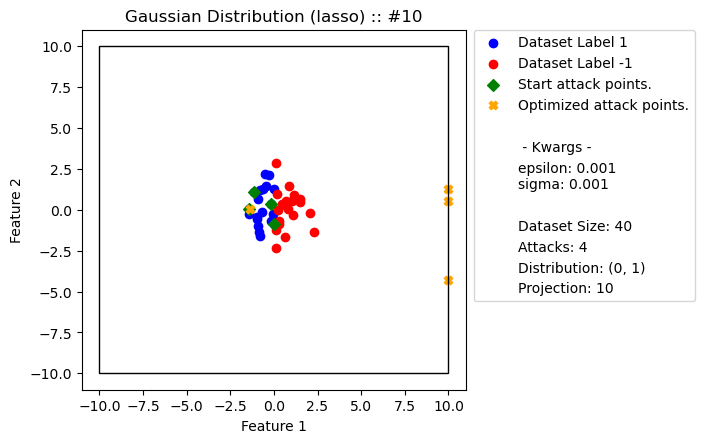 Gaussian Distribution (lasso) :: #10
10.0
7.5
5.0
2.5
0.0
−2.5
−5.0
−7.5
−10.0
Feature 2
−10.0 −7.5 −5.0 −2.5 0.0 2.5 5.0 7.5 10.0
Feature 1
Dataset Label 1
Dataset Label -1
Start attack points.
Optimized attack points.
- Kwargs -
epsilon: 0.001
sigma: 0.001
Dataset Size: 40
Attacks: 4
Distribution: (0, 1)
Projection: 10